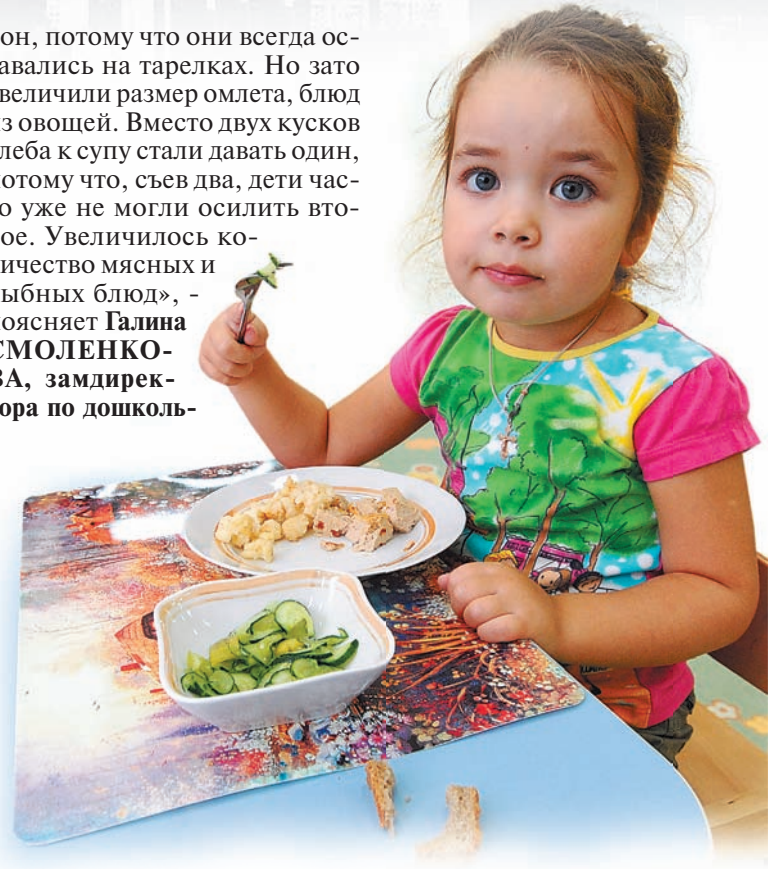 он, потому что они всегда ос-
авались на тарелках. Но зато
величили размер омлета, блюд
из овощей. Вместо двух кусков
леба к супу стали давать один,
потому что, съев два, дети час-
о уже не могли осилить вто-
ое. Увеличилось ко-
ичество мясных и
ыбных блюд», -
поясняет Галина
СМОЛЕНКО-
ВА, замдирек-
ора по дошколь-